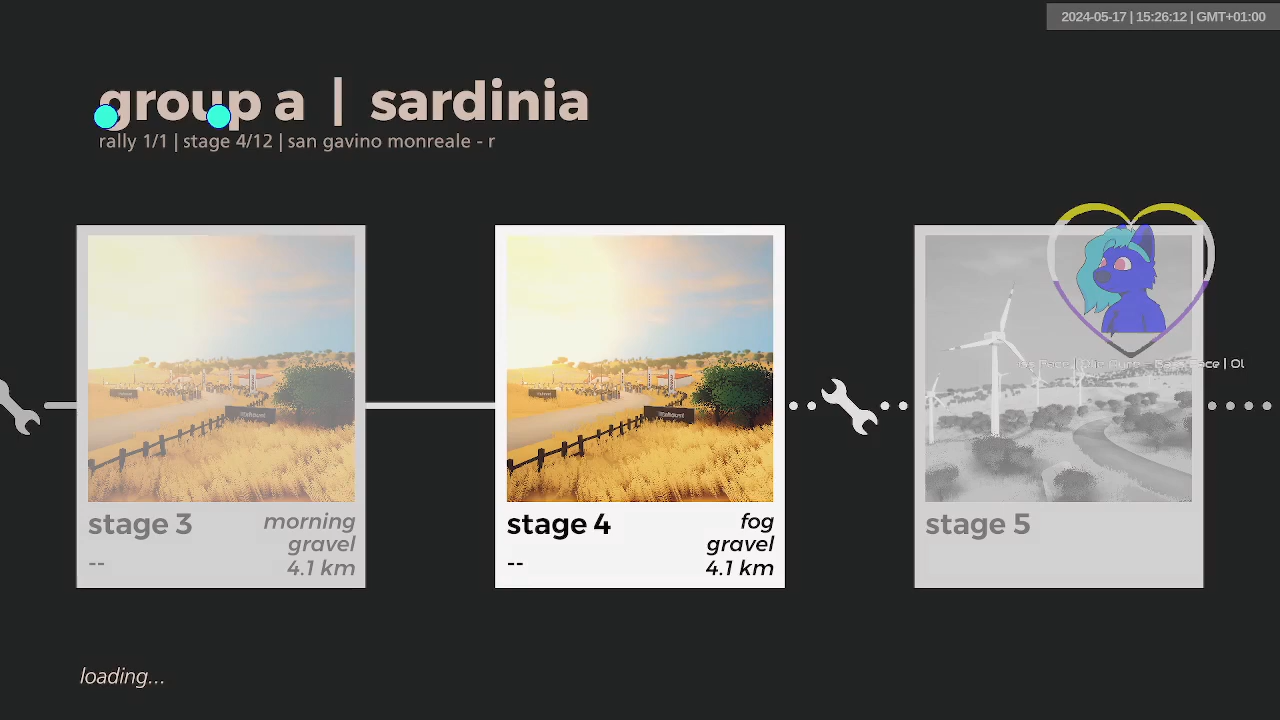 2024-05-17 | 15:26:12 | GMT+01:00
group a | sardinia
rally 1/1 | stage 4/12 | san gavino monreale - r
stage 3
morning
gravel
--
4.1 km
stage 4
fog
gravel
--
4.1 km
stage 5
loading...